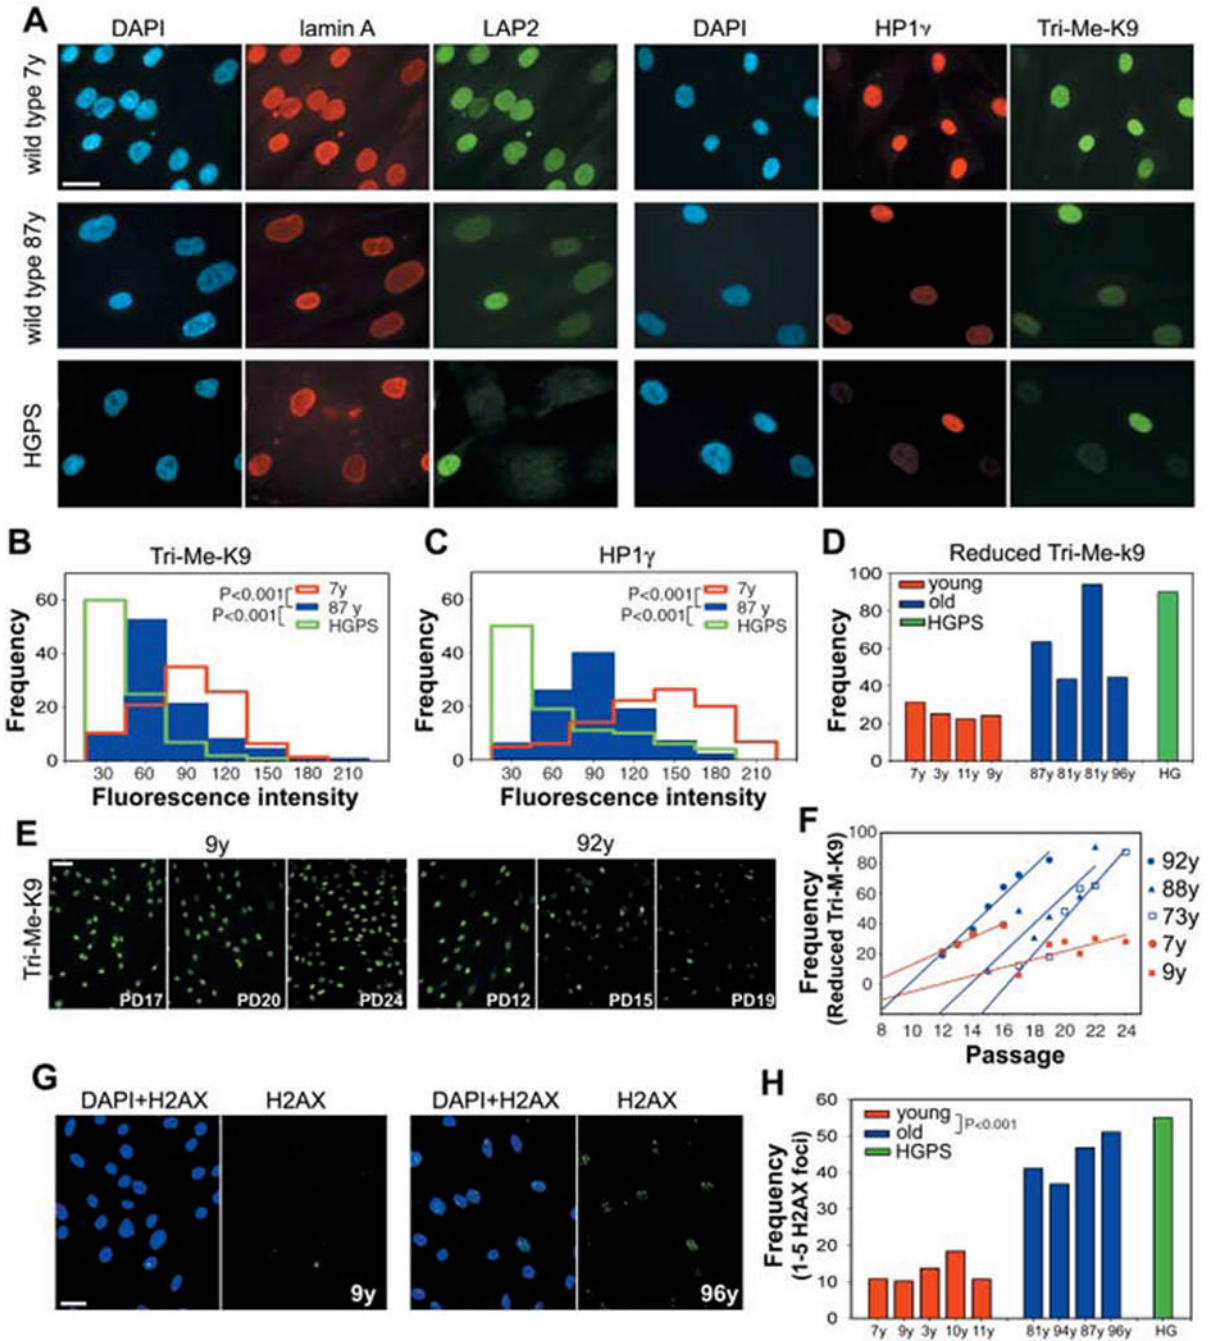 A
DAPI lamin A LAP2 DAPI HP1γ Tri-Me-K9
wild type 7y
wild type 87y
HGPS
B
Tri-Me-K9
Frequency
60
40
20
0
P<0.001
P<0.001
7y
87 y
HGPS
30 60 90 120 150 180 210
Fluorescence intensity
C
HP1γ
Frequency
60
40
20
0
P<0.001
P<0.001
7y
87 y
HGPS
30 60 90 120 150 180 210
Fluorescence intensity
D
Reduced Tri-Me-k9
Frequency
100
80
60
40
20
0
young
old
HGPS
7y 3y 11y 9y 87y 81y 81y 96y HG
E
9y 92y
Tri-Me-K9
PD17 PD20 PD24 PD12 PD15 PD19
F
Frequency
(Reduced Tri-M-K9)
100
80
60
40
20
0
8 10 12 14 16 18 20 22 24
Passage
92y
88y
73y
7y
9y
G
DAPI+H2AX H2AX DAPI+H2AX H2AX
9y 96y
H
Frequency
(1-5 H2AX foci)
60
50
40
30
20
10
0
young
old
HGPS
P<0.001
7y 9y 3y 10y 11y 81y 94y 87y 96y HG